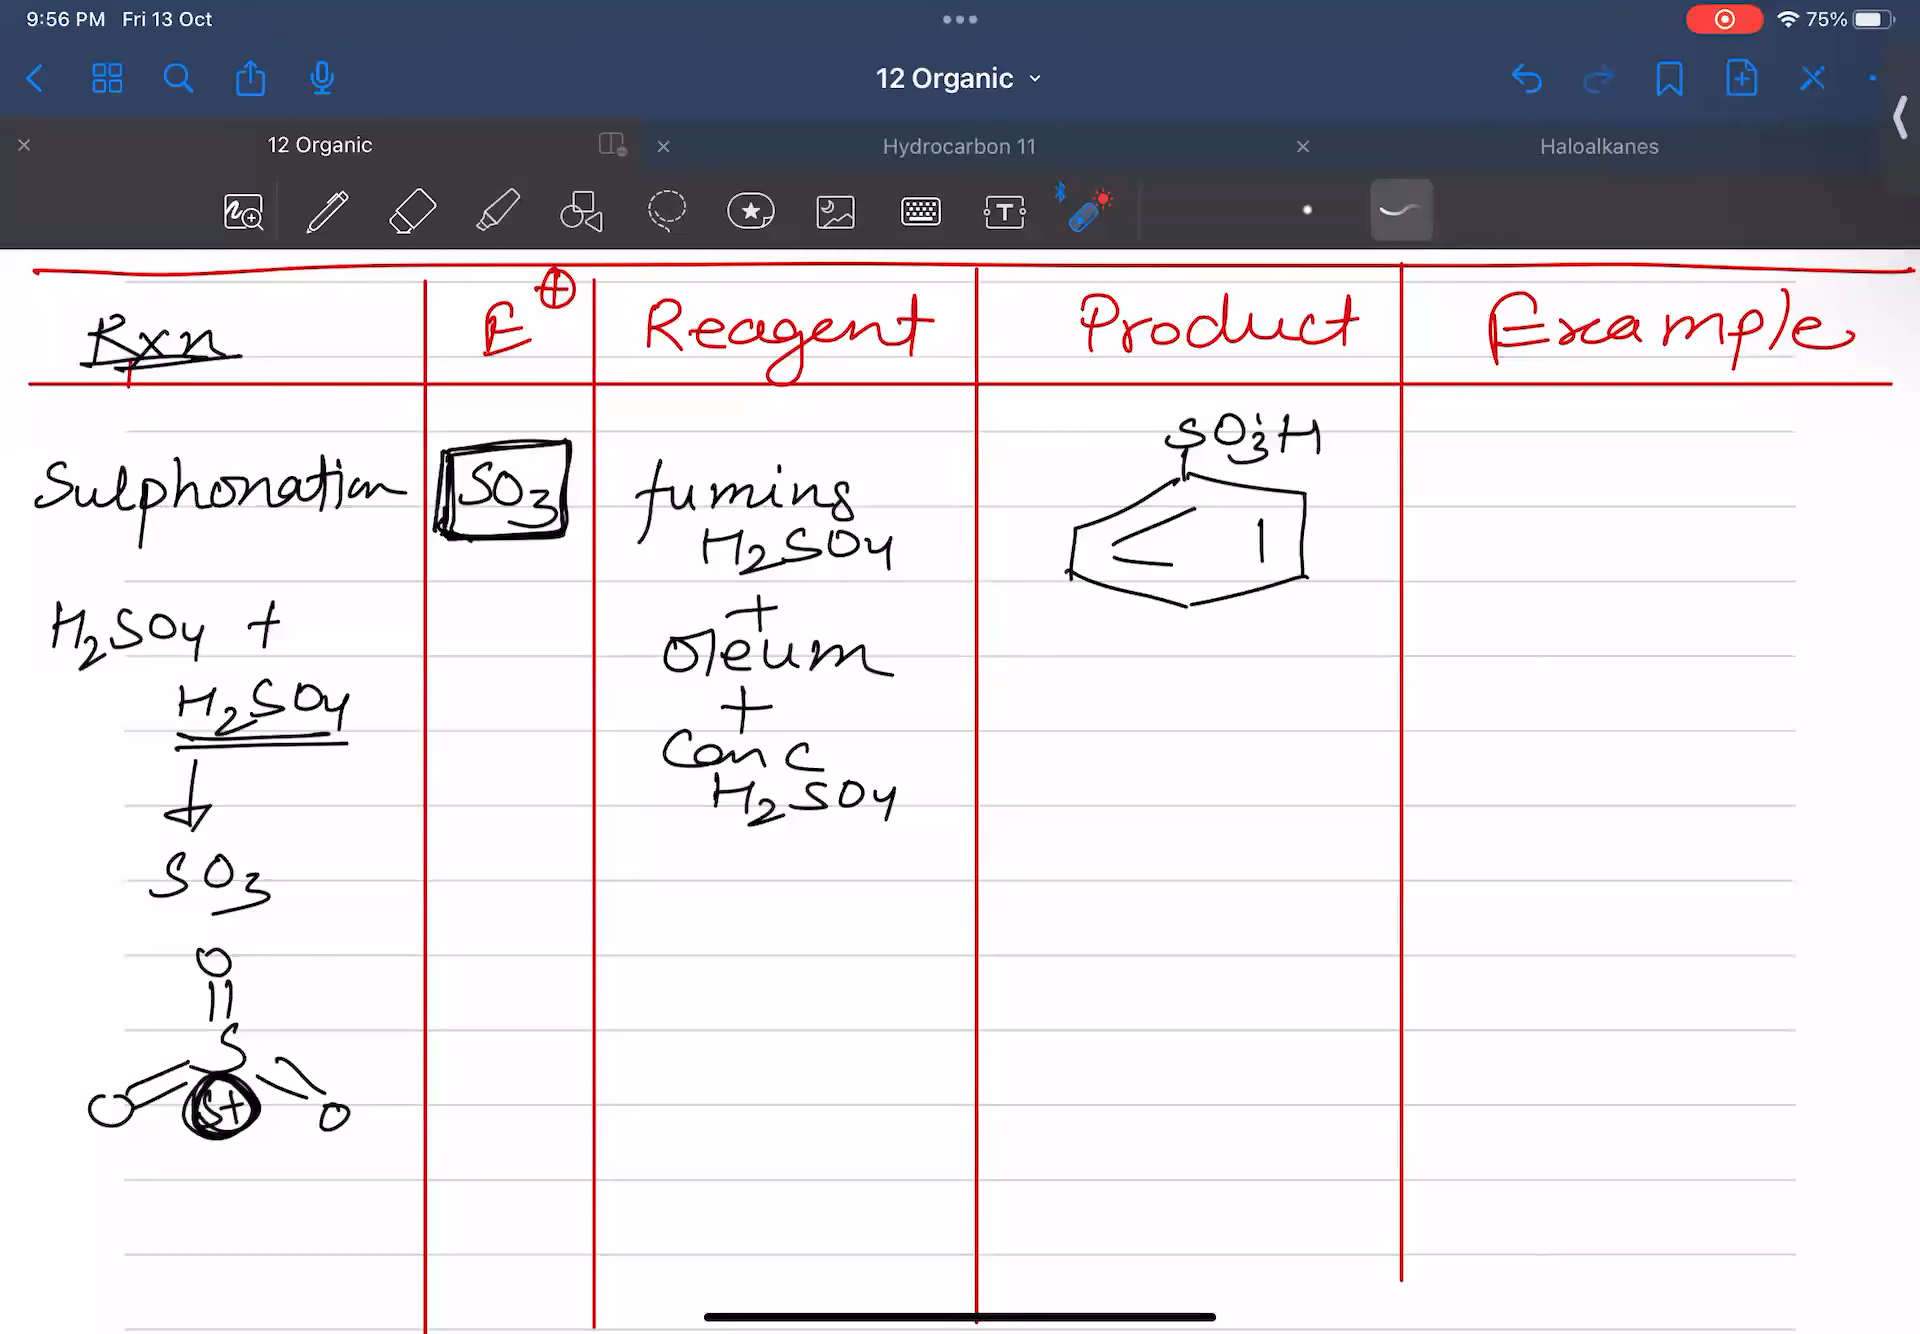 9:56 PM Fri 13 Oct
75%
12 Organic
12 Organic
Hydrocarbon 11
Haloalkanes
Rxn
E⊕
Reagent
Product
Example
Sulphonation
SO3
fuming
H2SO4
+
Oleum
+
Conc
H2SO4
SO3H
H2SO4 +
H2SO4
SO3
O
S
O
δ+
O